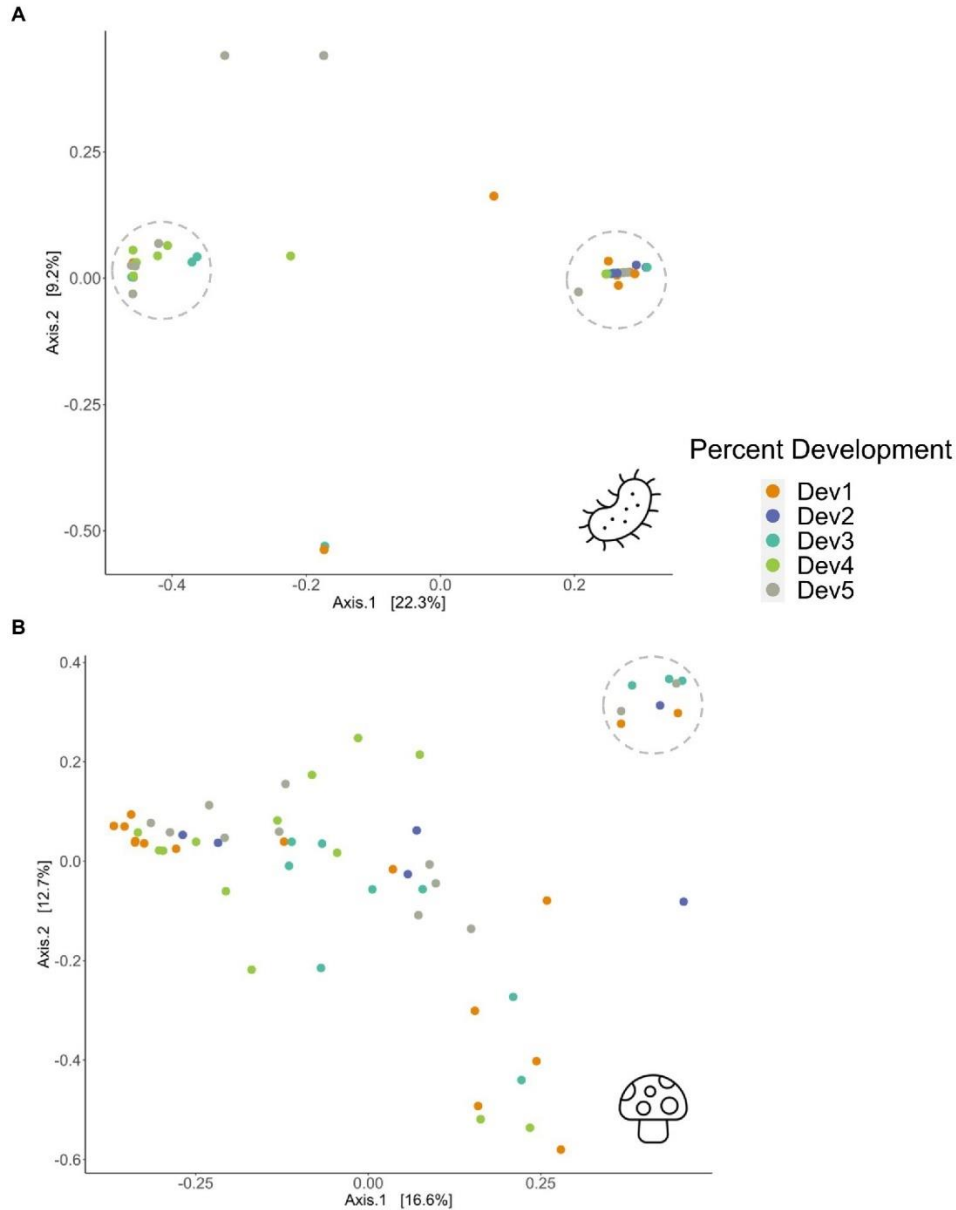 A
0.25
0.00
-0.25
-0.50
Axis.2 [9.2%]
-0.4 -0.2 0.0 0.2
Axis.1 [22.3%]
Percent Development
Dev1
Dev2
Dev3
Dev4
Dev5
B
0.4
0.2
0.0
-0.2
-0.4
-0.6
Axis.2 [12.7%]
-0.25 0.00 0.25
Axis.1 [16.6%]